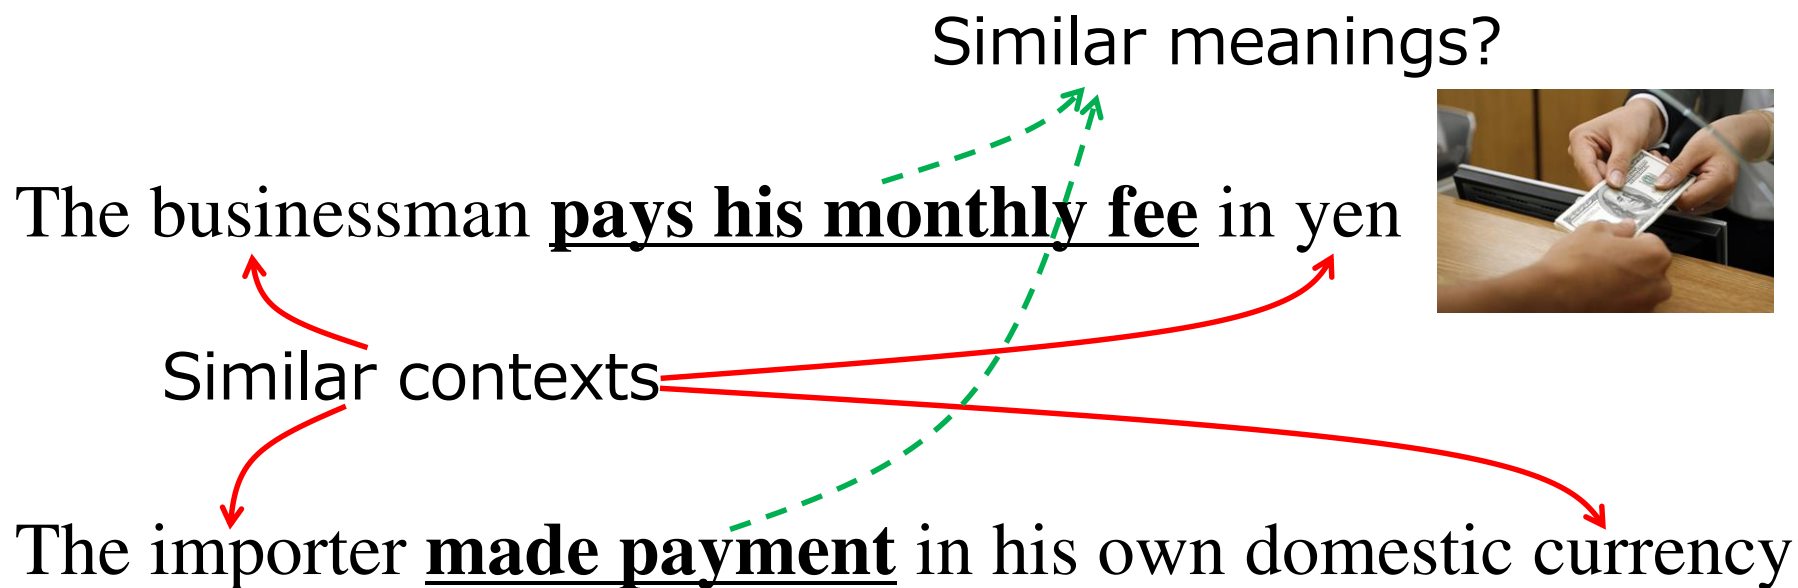 Similar meanings?
The businessman pays his monthly fee in yen
Similar contexts
The importer made payment in his own domestic currency